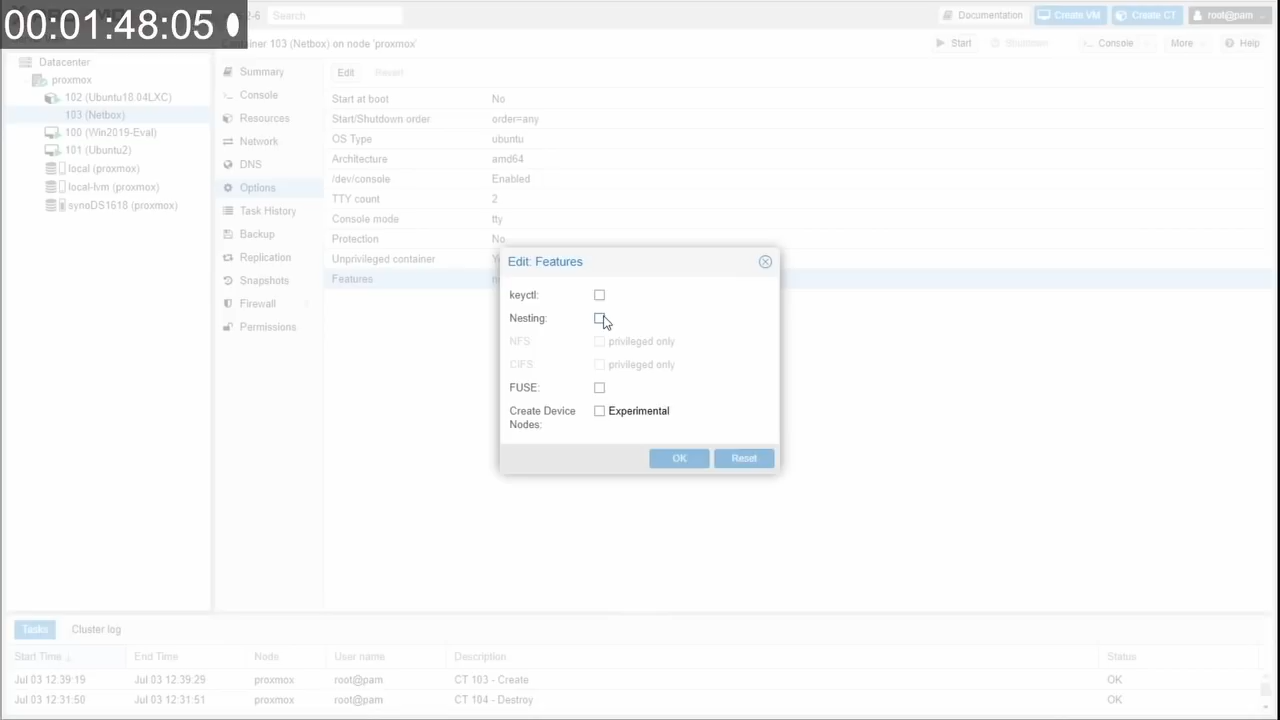 00:01:48:05
2-6
Search
Documentation
Create VM
Create CT
root@pam
Container 103 (Netbox) on node 'proxmox'
Start
Shutdown
Console
More
Help
Datacenter
proxmox
102 (Ubuntu18.04LXC)
103 (Netbox)
100 (Win2019-Eval)
101 (Ubuntu2)
local (proxmox)
local-lvm (proxmox)
synoDS1618 (proxmox)
Summary
Console
Resources
Network
DNS
Options
Task History
Backup
Replication
Snapshots
Firewall
Permissions
Edit Revert
Start at boot No
Start/Shutdown order order=any
OS Type ubuntu
Architecture amd64
/dev/console Enabled
TTY count 2
Console mode tty
Protection No
Unprivileged container
Features
Edit: Features
keyctl:
Nesting:
NFS privileged only
CIFS: privileged only
FUSE:
Create Device Experimental
Nodes:
OK Reset
Tasks Cluster log
Start Time End Time Node User name Description Status
Jul 03 12:39:19 Jul 03 12:39:29 proxmox root@pam CT 103 - Create OK
Jul 03 12:31:50 Jul 03 12:31:51 proxmox root@pam CT 104 - Destroy OK